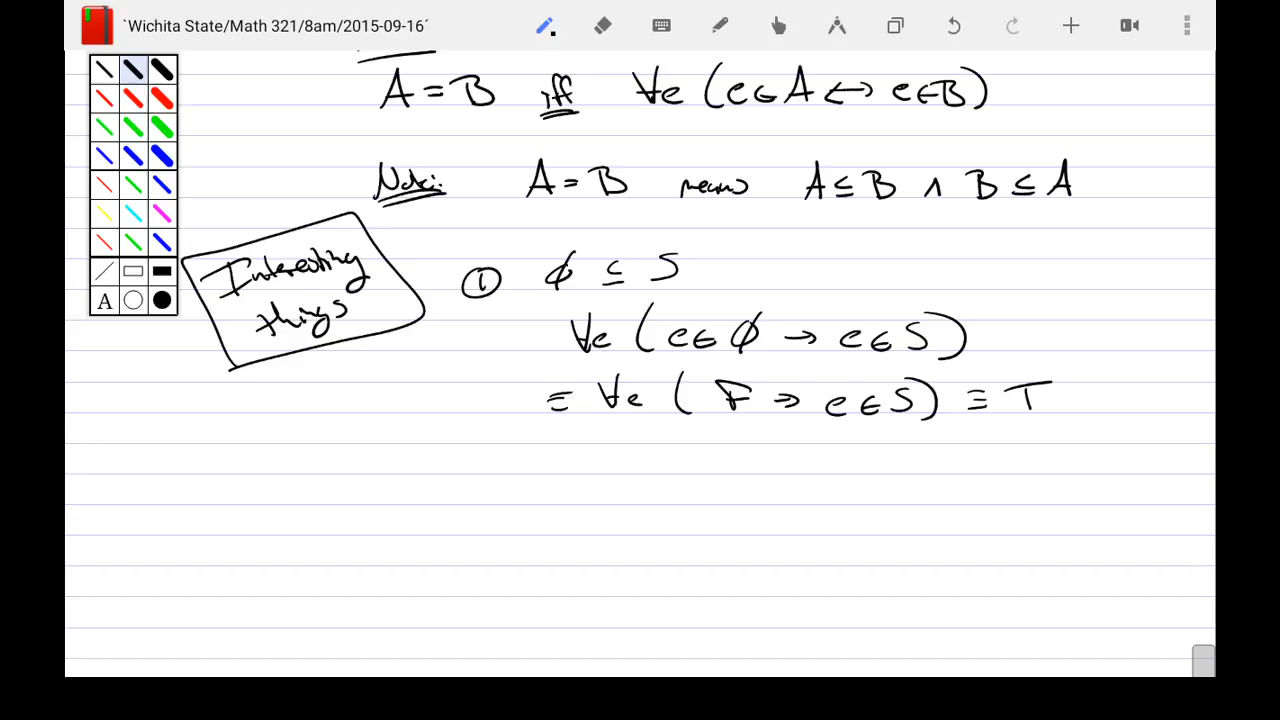 `Wichita State/Math 321/8am/2015-09-16´
A = B iff ∀e (e ∈ A ↔ e ∈ B)
Note: A = B means A ⊆ B ∧ B ⊆ A
Interesting
things
① ∅ ⊆ S
∀e (e ∈ ∅ → e ∈ S)
≡ ∀e ( F → e ∈ S) ≡ T
A